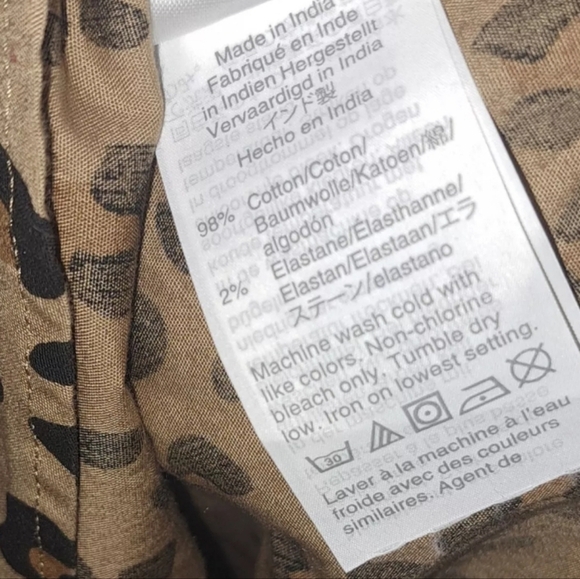 Made in India
Fabriqué en Inde
in Indien Hergestellt
Vervaardigd in India
インド製
Hecho en India
98% Cotton/Coton/
Baumwolle/Katoen/綿/
algodón
2% Elastane/Elasthanne/
Elastan/Elastaan/エラ
ステーン/elastano
Machine wash cold with
like colors. Non-chlorine
bleach only. Tumble dry
low. Iron on lowest setting.
30
Laver à la machine à l'eau
froide avec des couleurs
similaires. Agent de